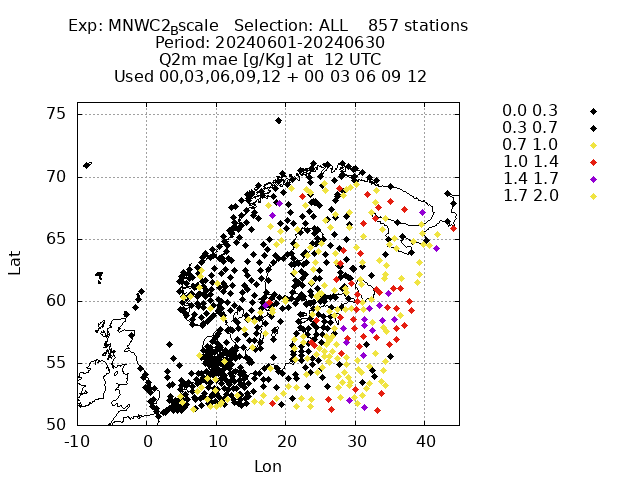 Exp: MNWC2Bscale Selection: ALL 857 stations
Period: 20240601-20240630
Q2m mae [g/Kg] at 12 UTC
Used 00,03,06,09,12 + 00 03 06 09 12
0.0 0.3
0.3 0.7
0.7 1.0
1.0 1.4
1.4 1.7
1.7 2.0
75
70
65
60
55
50
Lat
-10 0 10 20 30 40
Lon